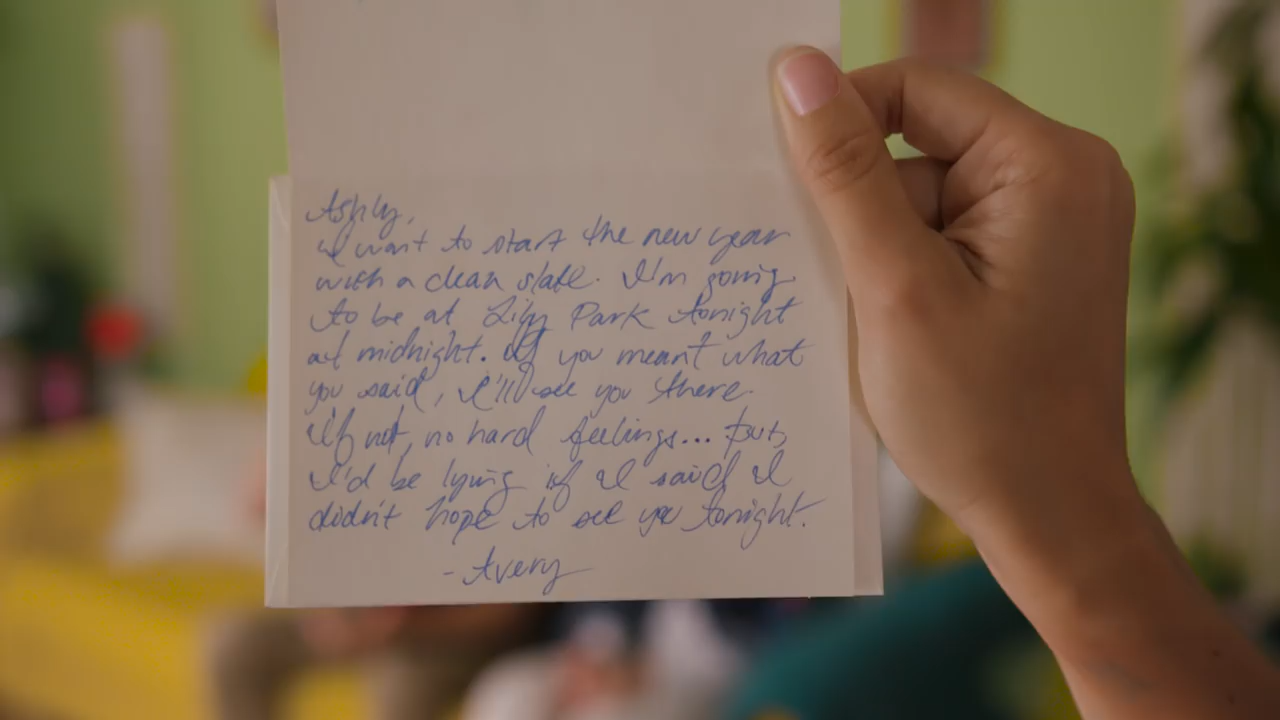 Ashly,
I want to start the new year
with a clean slate. I'm going
to be at Lily Park tonight
at midnight. If you meant what
you said, I'll see you there.
If not, no hard feelings... but,
I'd be lying if I said I
didn't hope to see you tonight.
-Avery